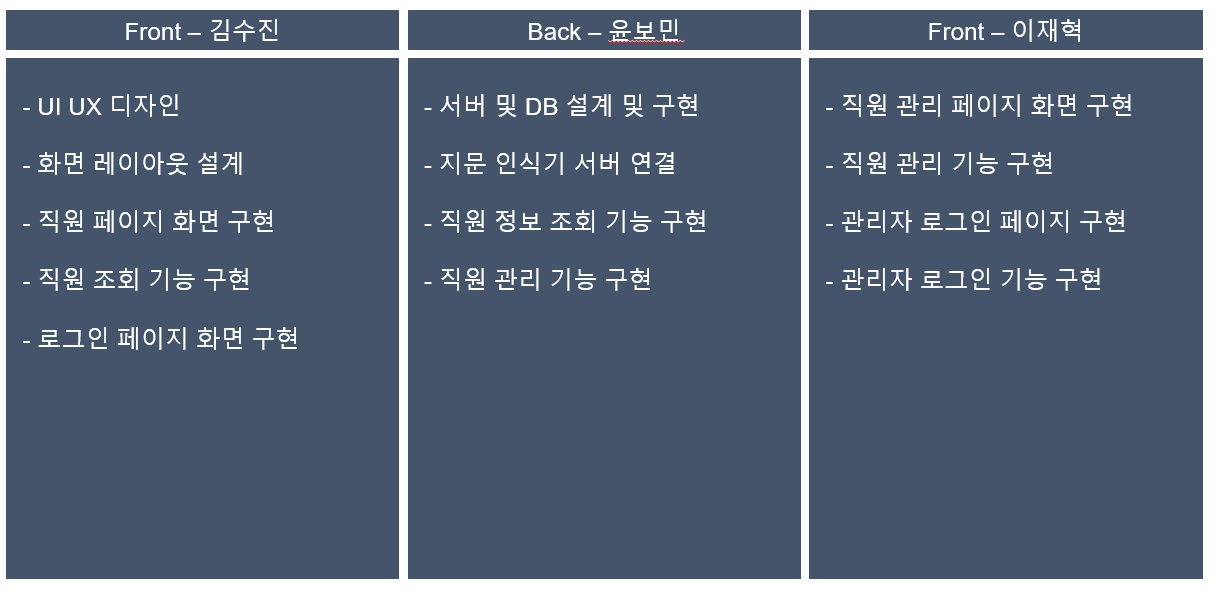 Front – 김수진
- UI UX 디자인
- 화면 레이아웃 설계
- 직원 페이지 화면 구현
- 직원 조회 기능 구현
- 로그인 페이지 화면 구현
Back – 윤보민
- 서버 및 DB 설계 및 구현
- 지문 인식기 서버 연결
- 직원 정보 조회 기능 구현
- 직원 관리 기능 구현
Front – 이재혁
- 직원 관리 페이지 화면 구현
- 직원 관리 기능 구현
- 관리자 로그인 페이지 구현
- 관리자 로그인 기능 구현